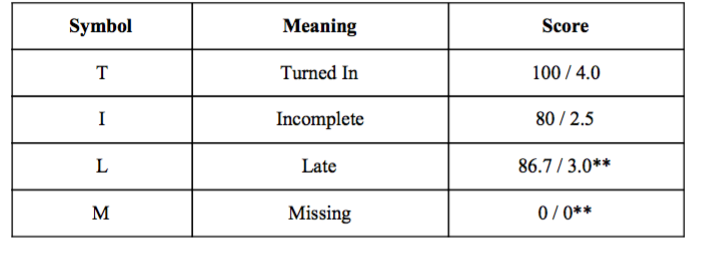 Symbol Meaning Score
T Turned In 100 / 4.0
I Incomplete 80 / 2.5
L Late 86.7 / 3.0**
M Missing 0 / 0**